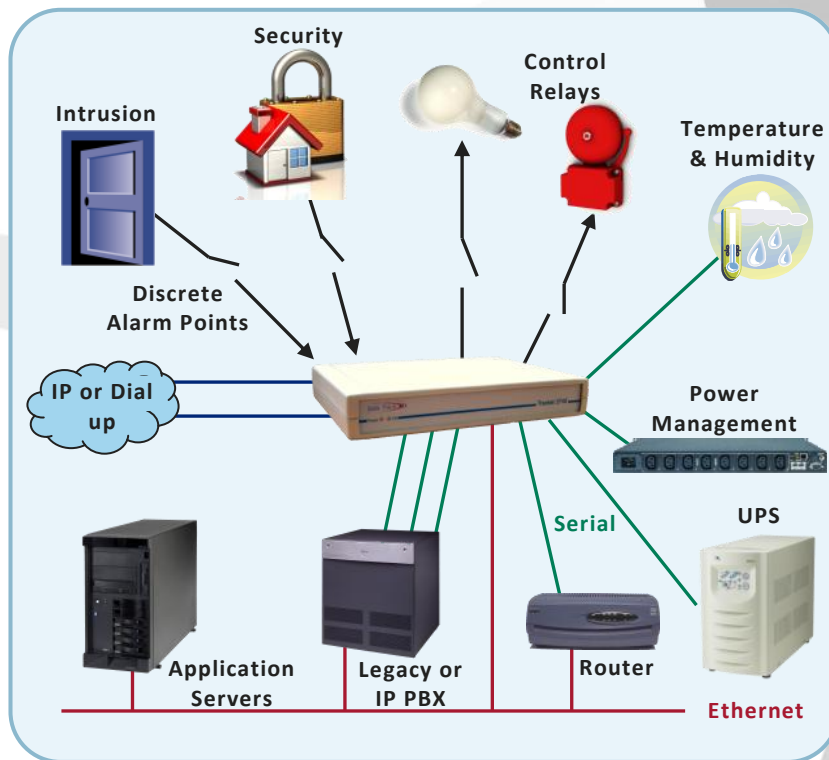 Security
Control
Relays
Intrusion
Temperature
& Humidity
Discrete
Alarm Points
IP or Dial
up
Power
Management
Serial
UPS
Application
Servers
Legacy or
IP PBX
Router
Ethernet